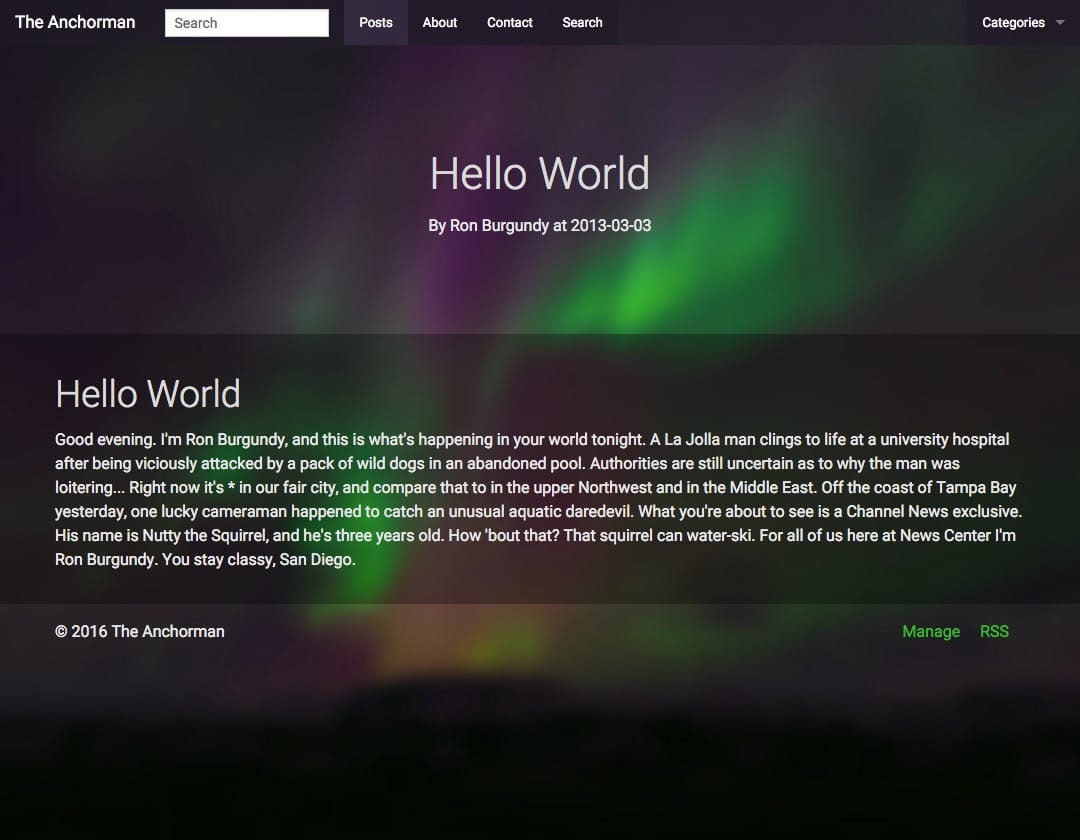 The Anchorman Search Posts About Contact Search Categories
Hello World
By Ron Burgundy at 2013-03-03
Hello World
Good evening. I'm Ron Burgundy, and this is what's happening in your world tonight. A La Jolla man clings to life at a university hospital
after being viciously attacked by a pack of wild dogs in an abandoned pool. Authorities are still uncertain as to why the man was
loitering... Right now it's * in our fair city, and compare that to in the upper Northwest and in the Middle East. Off the coast of Tampa Bay
yesterday, one lucky cameraman happened to catch an unusual aquatic daredevil. What you're about to see is a Channel News exclusive.
His name is Nutty the Squirrel, and he's three years old. How 'bout that? That squirrel can water-ski. For all of us here at News Center I'm
Ron Burgundy. You stay classy, San Diego.
© 2016 The Anchorman Manage RSS